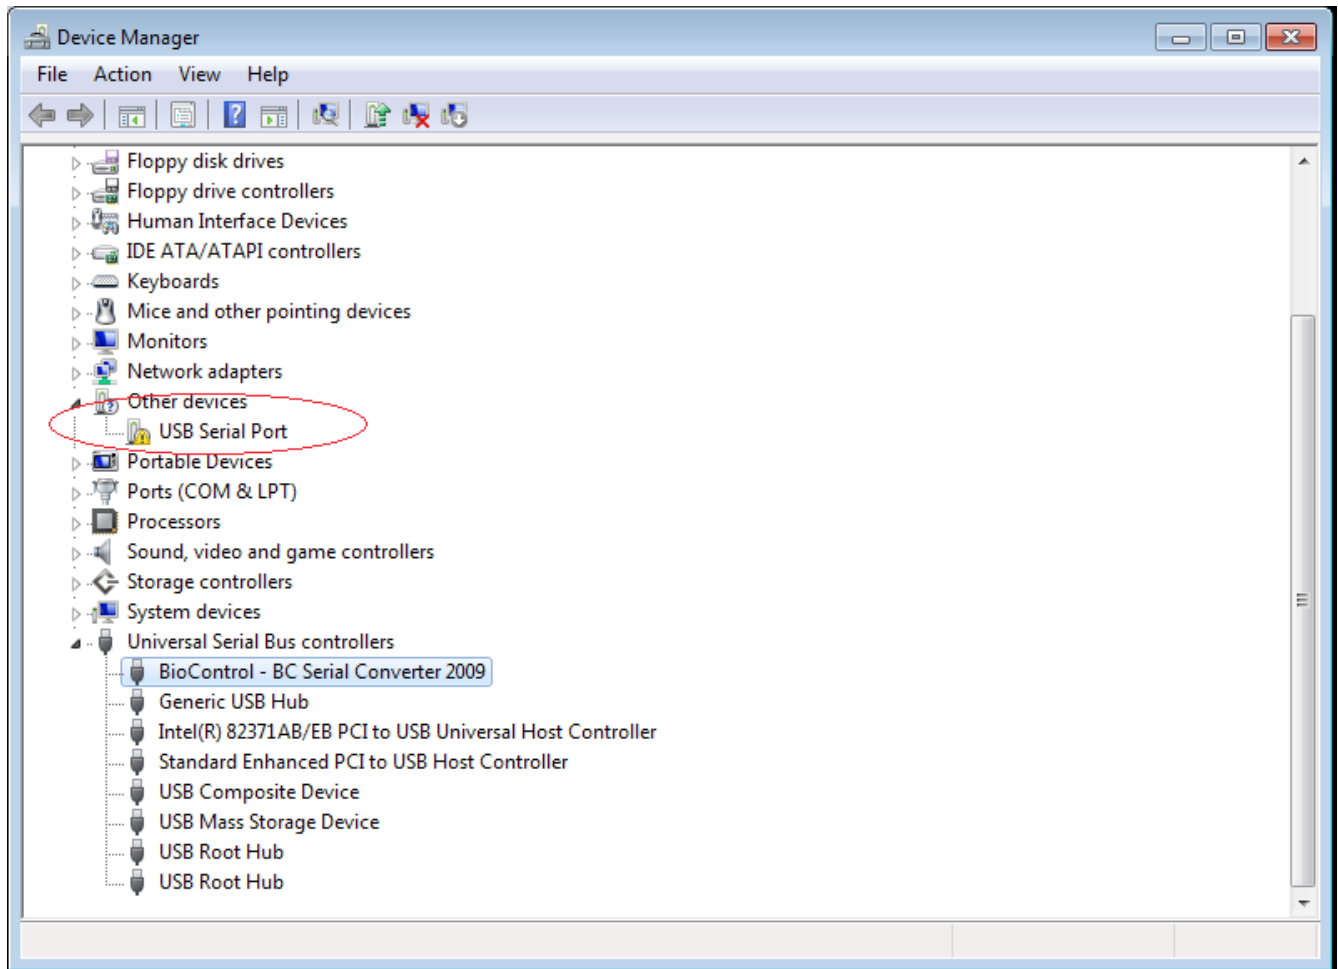 Device Manager
File Action View Help
Floppy disk drives
Floppy drive controllers
Human Interface Devices
IDE ATA/ATAPI controllers
Keyboards
Mice and other pointing devices
Monitors
Network adapters
Other devices
USB Serial Port
Portable Devices
Ports (COM & LPT)
Processors
Sound, video and game controllers
Storage controllers
System devices
Universal Serial Bus controllers
BioControl - BC Serial Converter 2009
Generic USB Hub
Intel(R) 82371AB/EB PCI to USB Universal Host Controller
Standard Enhanced PCI to USB Host Controller
USB Composite Device
USB Mass Storage Device
USB Root Hub
USB Root Hub